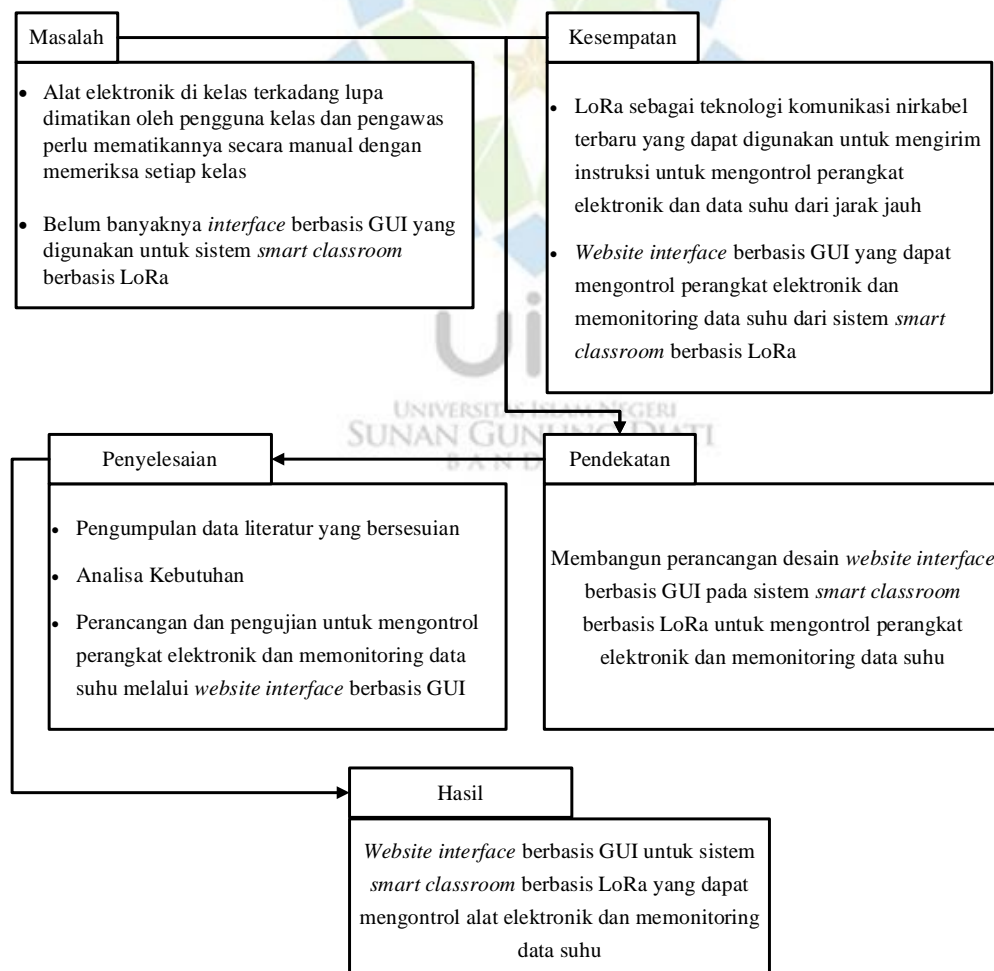 Masalah
Kesempatan
• Alat elektronik di kelas terkadang lupa
dimatikan oleh pengguna kelas dan pengawas
perlu mematikannya secara manual dengan
memeriksa setiap kelas
• Belum banyaknya interface berbasis GUI yang
digunakan untuk sistem smart classroom
berbasis LoRa
• LoRa sebagai teknologi komunikasi nirkabel
terbaru yang dapat digunakan untuk mengirim
instruksi untuk mengontrol perangkat
elektronik dan data suhu dari jarak jauh
• Website interface berbasis GUI yang dapat
mengontrol perangkat elektronik dan
memonitoring data suhu dari sistem smart
classroom berbasis LoRa
UNIVERSITAS ISLAM NEGERI
SUNAN GUNUNG DJATI
Penyelesaian
Pendekatan
• Pengumpulan data literatur yang bersesuian
• Analisa Kebutuhan
• Perancangan dan pengujian untuk mengontrol
perangkat elektronik dan memonitoring data
suhu melalui website interface berbasis GUI
Membangun perancangan desain website interface
berbasis GUI pada sistem smart classroom
berbasis LoRa untuk mengontrol perangkat
elektronik dan memonitoring data suhu
Hasil
Website interface berbasis GUI untuk sistem
smart classroom berbasis LoRa yang dapat
mengontrol alat elektronik dan memonitoring
data suhu